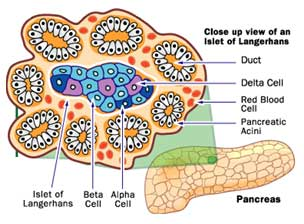 Close up view of an
Islet of Langerhans
Duct
Delta Cell
Red Blood
Cell
Pancreatic
Acini
Islet of
Langerhans
Beta
Cell
Alpha
Cell
Pancreas